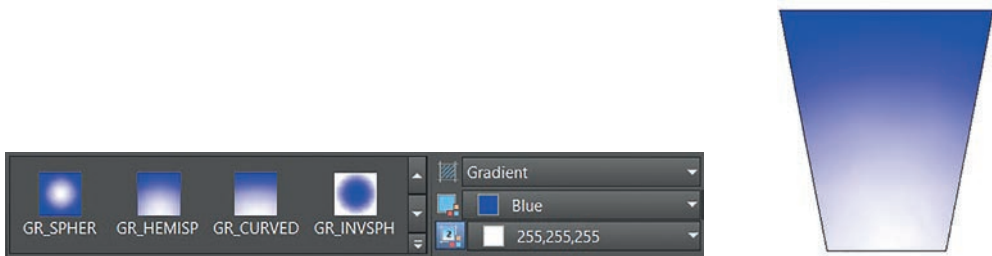 GR_SPHER GR_HEMISP GR_CURVED GR_INVSPH
Gradient
Blue
255,255,255